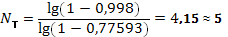 N_T = lg(1 − 0,998) / lg(1 − 0,77593) = 4,15 ≈ 5